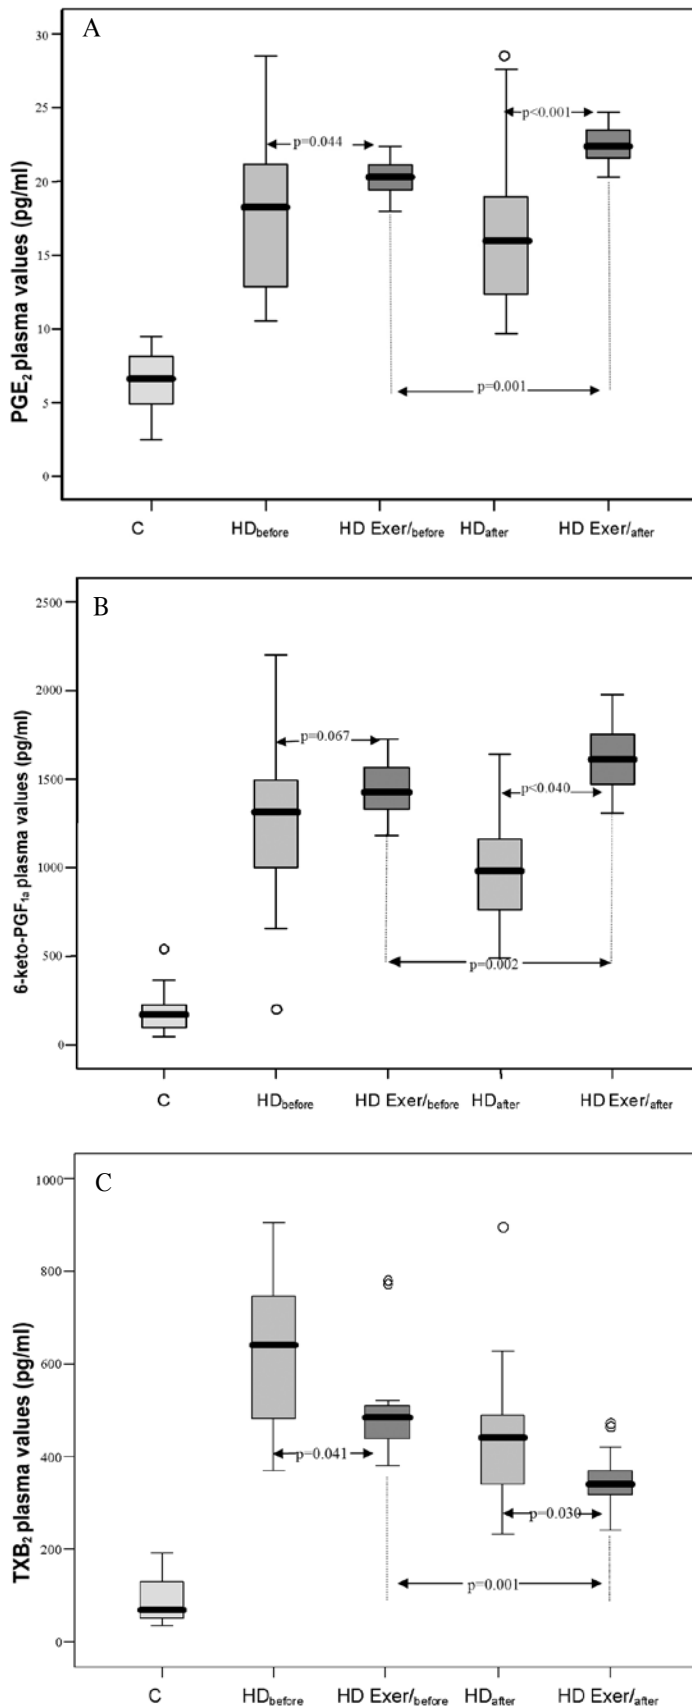 A
PGE₂ plasma values (pg/ml)
30
25
20
15
10
5
0
p=0.044
p<0.001
p=0.001
C HDbefore HD Exer/before HDafter HD Exer/after
B
6-keto-PGF1a plasma values (pg/ml)
2500
2000
1500
1000
500
0
p=0.067
p<0.040
p=0.002
C HDbefore HD Exer/before HDafter HD Exer/after
C
TXB₂ plasma values (pg/ml)
1000
800
600
400
200
0
p=0.041
p=0.030
p=0.001
C HDbefore HD Exer/before HDafter HD Exer/after